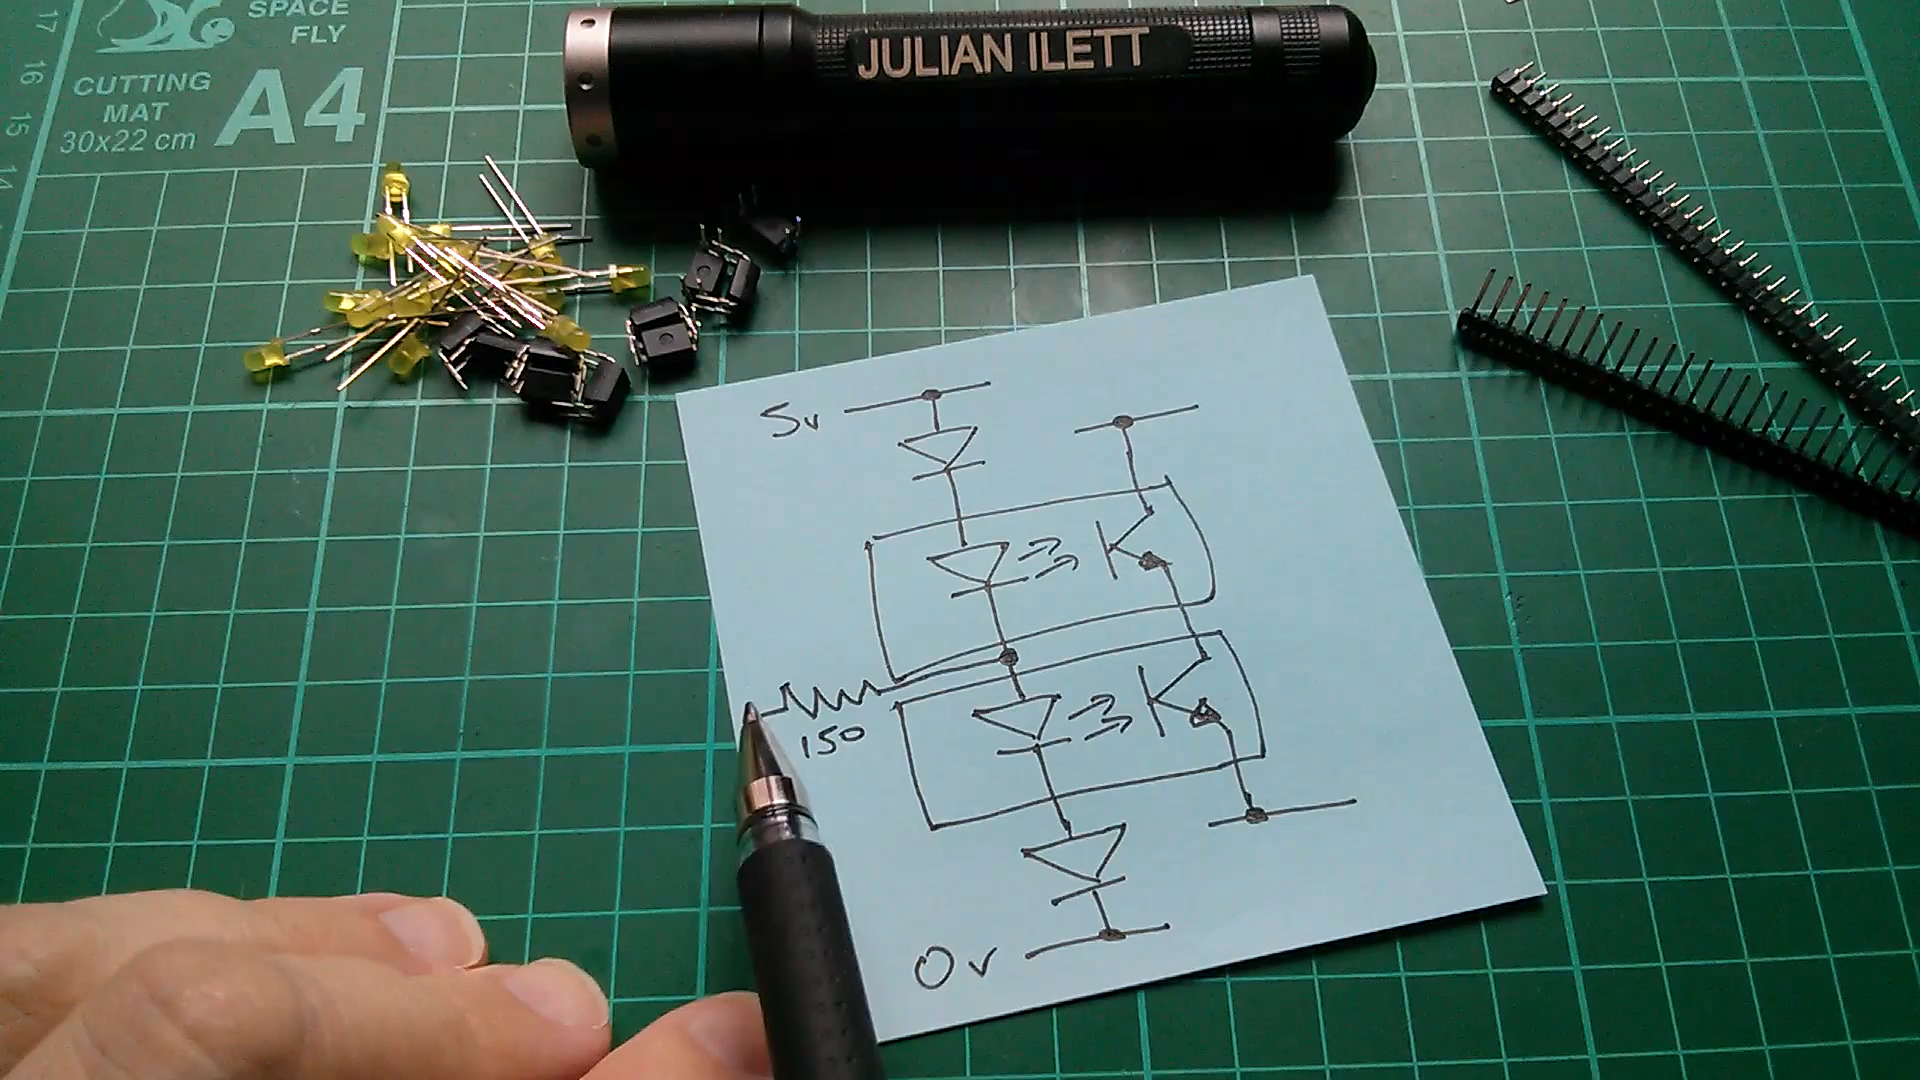 SPACE
FLY
CUTTING
MAT
30x22 cm
A4
17
16
15
14
JULIAN ILETT
5v
150
0v